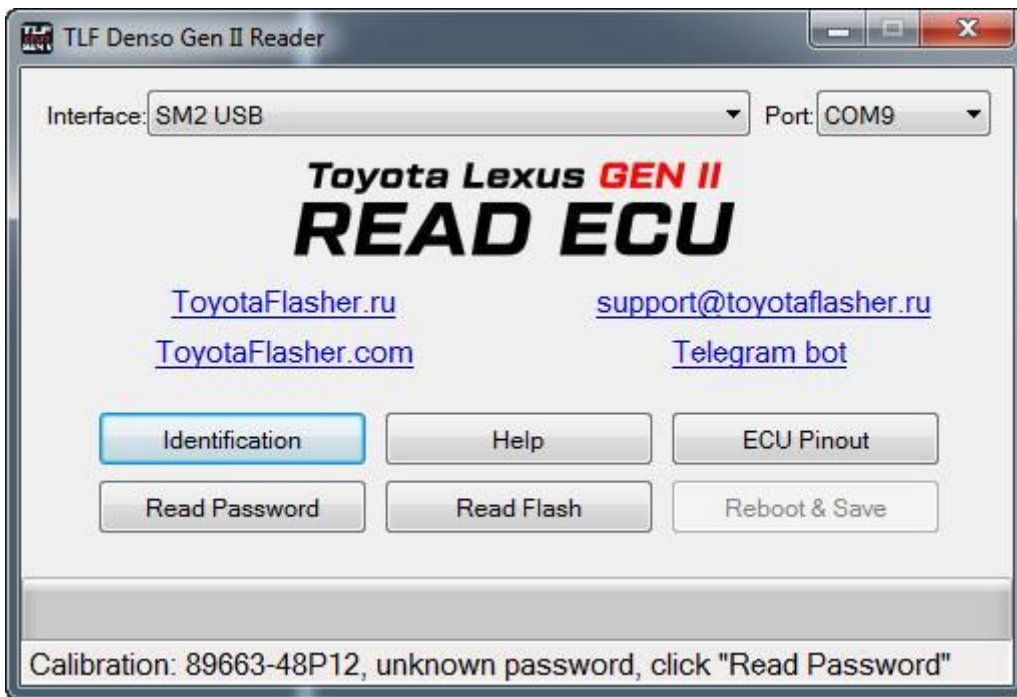 TLF Denso Gen II Reader
Interface: SM2 USB Port: COM9
Toyota Lexus GEN II
READ ECU
ToyotaFlasher.ru support@toyotaflasher.ru
ToyotaFlasher.com Telegram bot
Identification Help ECU Pinout
Read Password Read Flash Reboot & Save
Calibration: 89663-48P12, unknown password, click "Read Password"